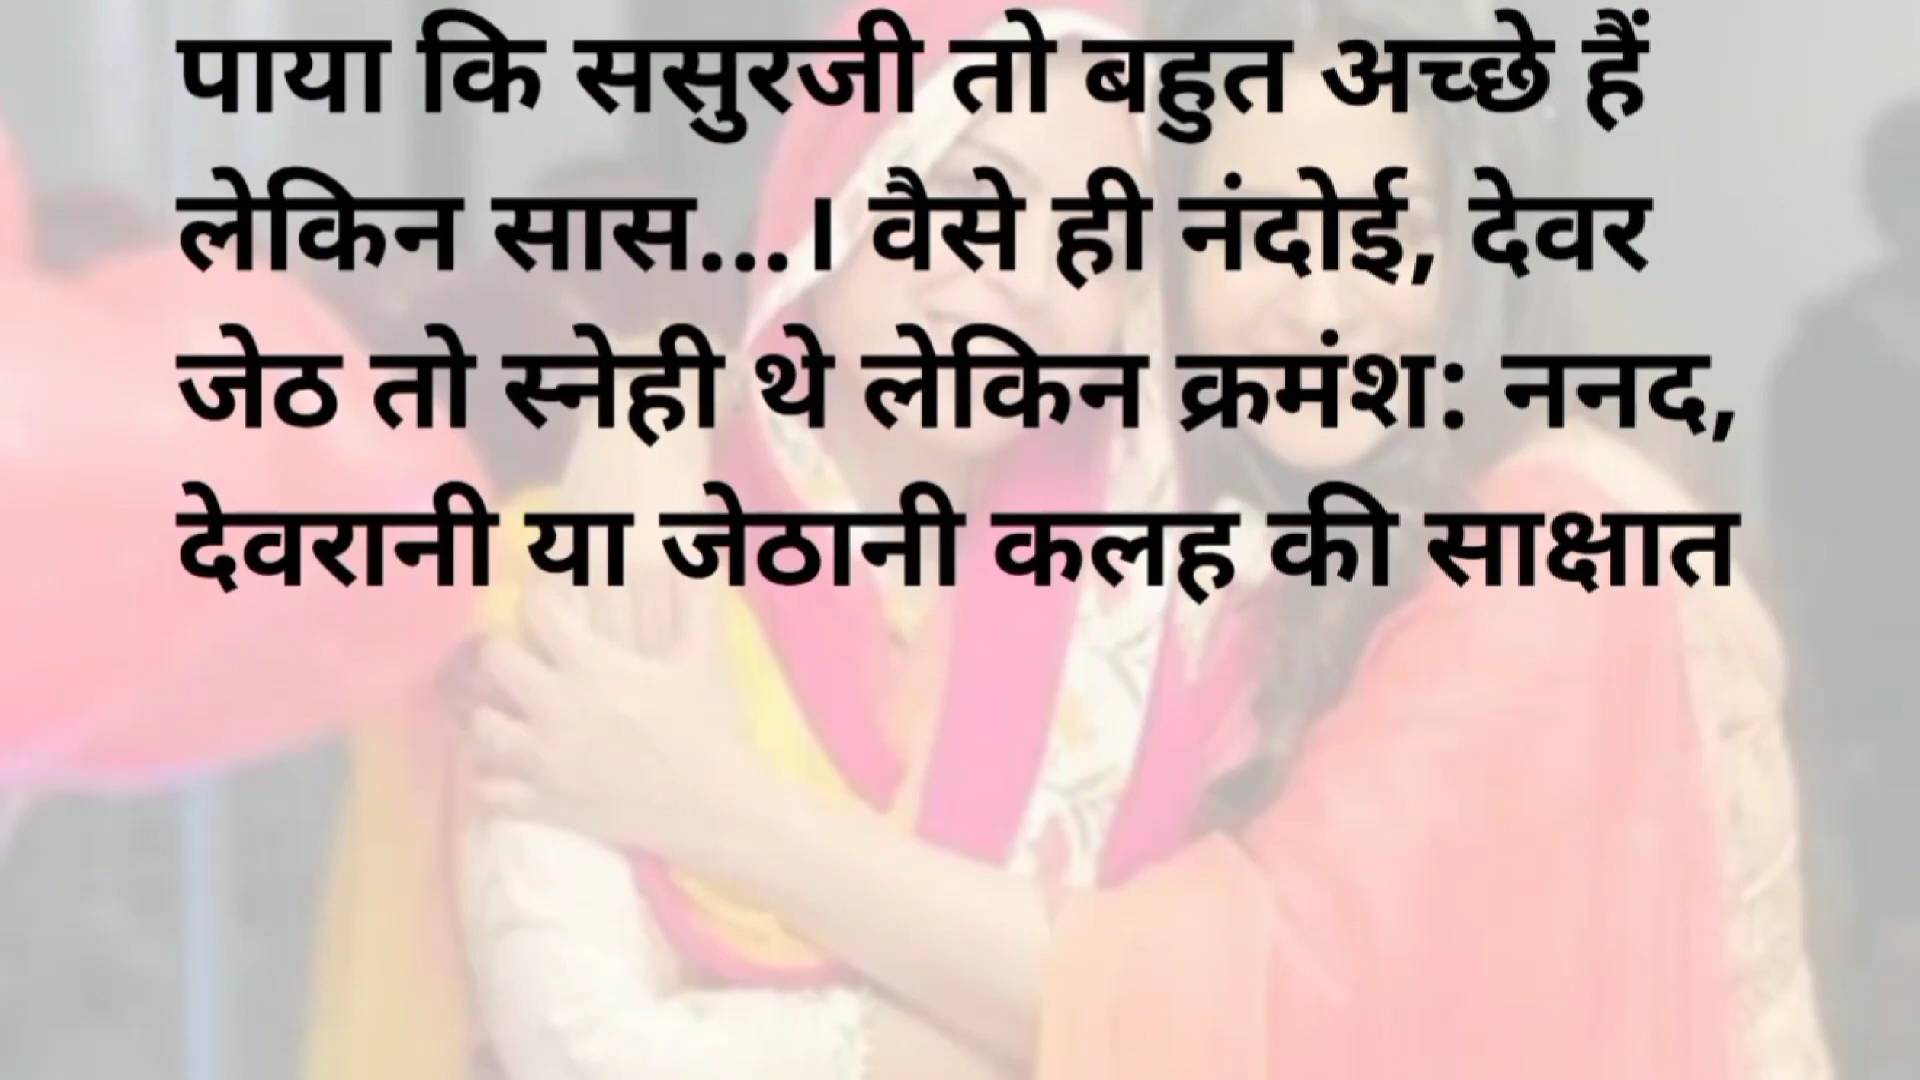 पाया कि ससुरजी तो बहुत अच्छे हैं
लेकिन सास...। वैसे ही नंदोई, देवर
जेठ तो स्नेही थे लेकिन क्रमंश: ननद,
देवरानी या जेठानी कलह की साक्षात